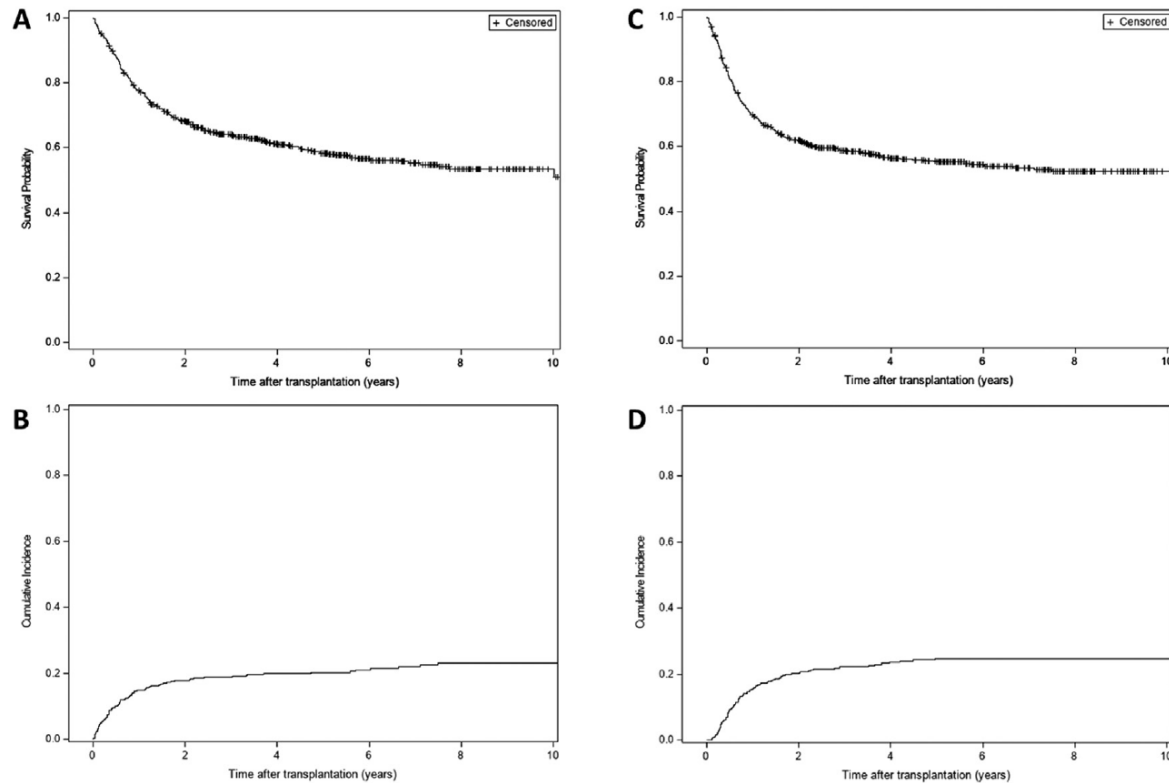 A
+ Censored
1.0
0.8
0.6
0.4
0.2
0.0
Survival Probability
0 2 4 6 8 10
Time after transplantation (years)
C
+ Censored
1.0
0.8
0.6
0.4
0.2
0.0
Survival Probability
0 2 4 6 8 10
Time after transplantation (years)
B
1.0
0.8
0.6
0.4
0.2
0.0
Cumulative Incidence
0 2 4 6 8 10
Time after transplantation (years)
D
1.0
0.8
0.6
0.4
0.2
0.0
Cumulative Incidence
0 2 4 6 8 10
Time after transplantation (years)